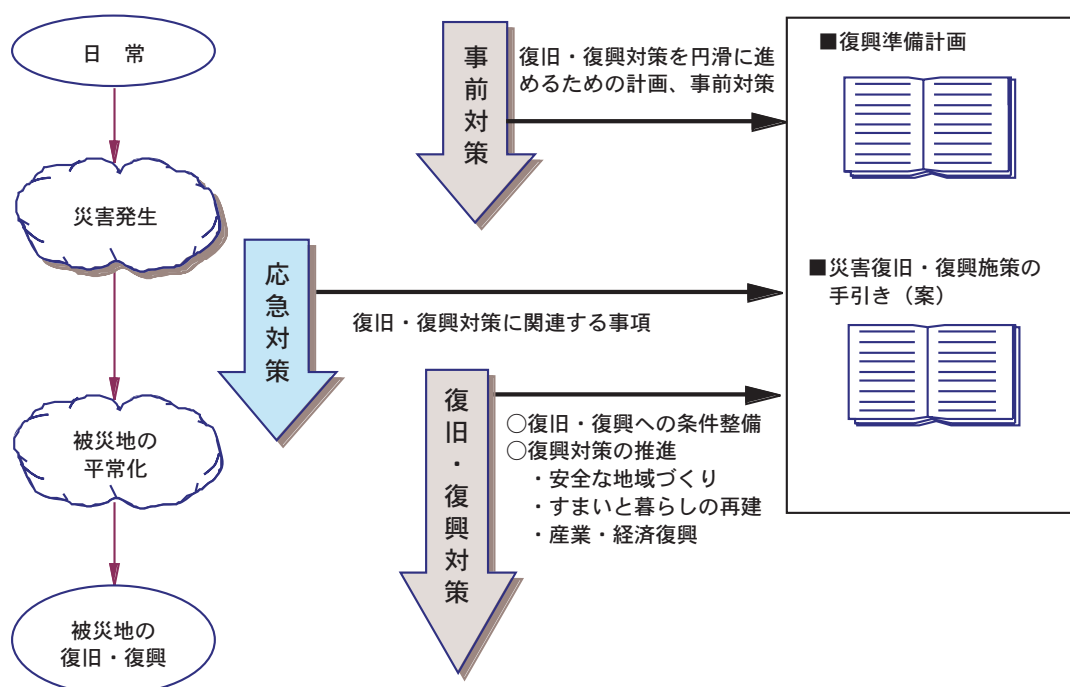 日 常
災害発生
被災地の
平常化
被災地の
復旧・復興
事前対策
復旧・復興対策を円滑に進
めるための計画、事前対策
応急対策
復旧・復興対策に関連する事項
復旧・復興対策
○復旧・復興への条件整備
○復興対策の推進
・安全な地域づくり
・すまいと暮らしの再建
・産業・経済復興
■復興準備計画
■災害復旧・復興施策の
手引き（案）